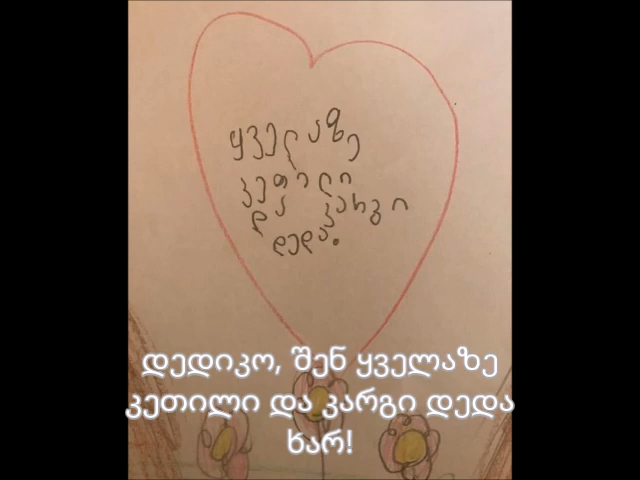 ყველაზე
კეთილი
და კარგი
დედა.
დედიკო, შენ ყველაზე
კეთილი და კარგი დედა
ხარ!